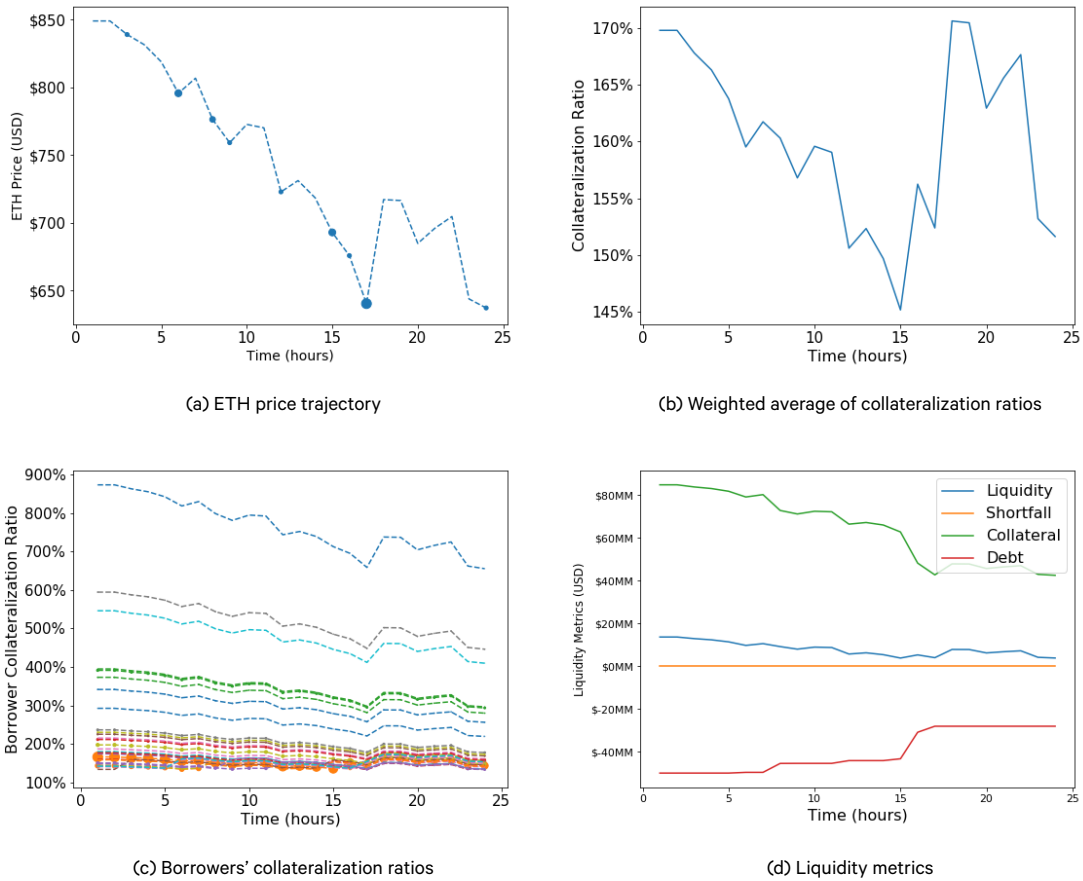 $850
$800
$750
$700
$650
ETH Price (USD)
0
5
10
15
20
25
Time (hours)
(a) ETH price trajectory
170%
165%
160%
155%
150%
145%
Collateralization Ratio
0
5
10
15
20
25
Time (hours)
(b) Weighted average of collateralization ratios
900%
800%
700%
600%
500%
400%
300%
200%
100%
Borrower Collateralization Ratio
0
5
10
15
20
25
Time (hours)
(c) Borrowers’ collateralization ratios
$80MM
$60MM
$40MM
$20MM
$0MM
$-20MM
$-40MM
Liquidity Metrics (USD)
Liquidity
Shortfall
Collateral
Debt
0
5
10
15
20
25
Time (hours)
(d) Liquidity metrics